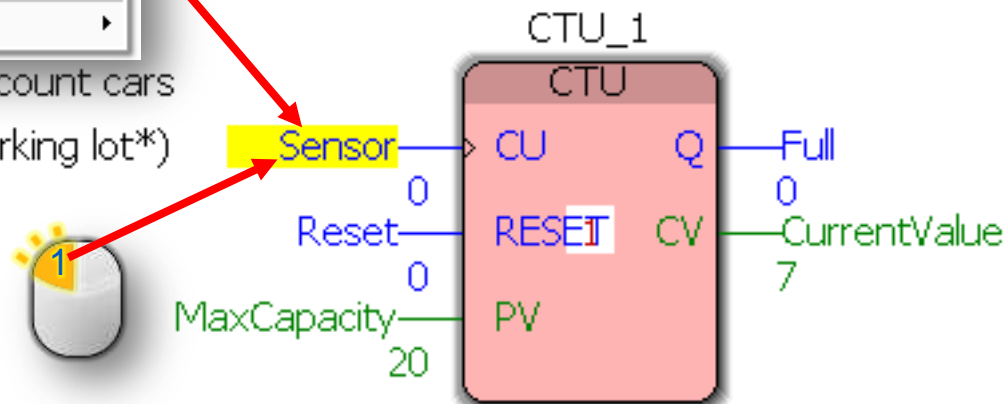 CTU_1
CTU
count cars
rking lot*)
Sensor CU Q Full
0 0
Reset RESET 1 CV CurrentValue
0 7
MaxCapacity PV
20
1